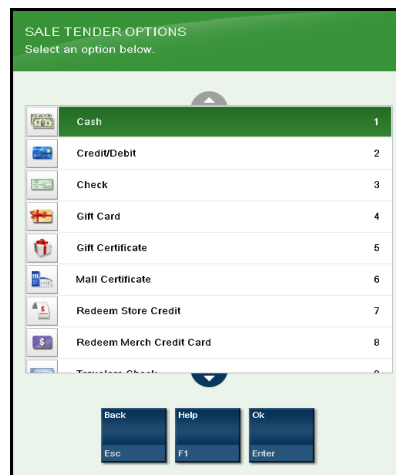 SALE TENDER OPTIONS
Select an option below.
Cash 1
Credit/Debit 2
Check 3
Gift Card 4
Gift Certificate 5
Mall Certificate 6
Redeem Store Credit 7
Redeem Merch Credit Card 8
Back Help Ok
Esc F1 Enter